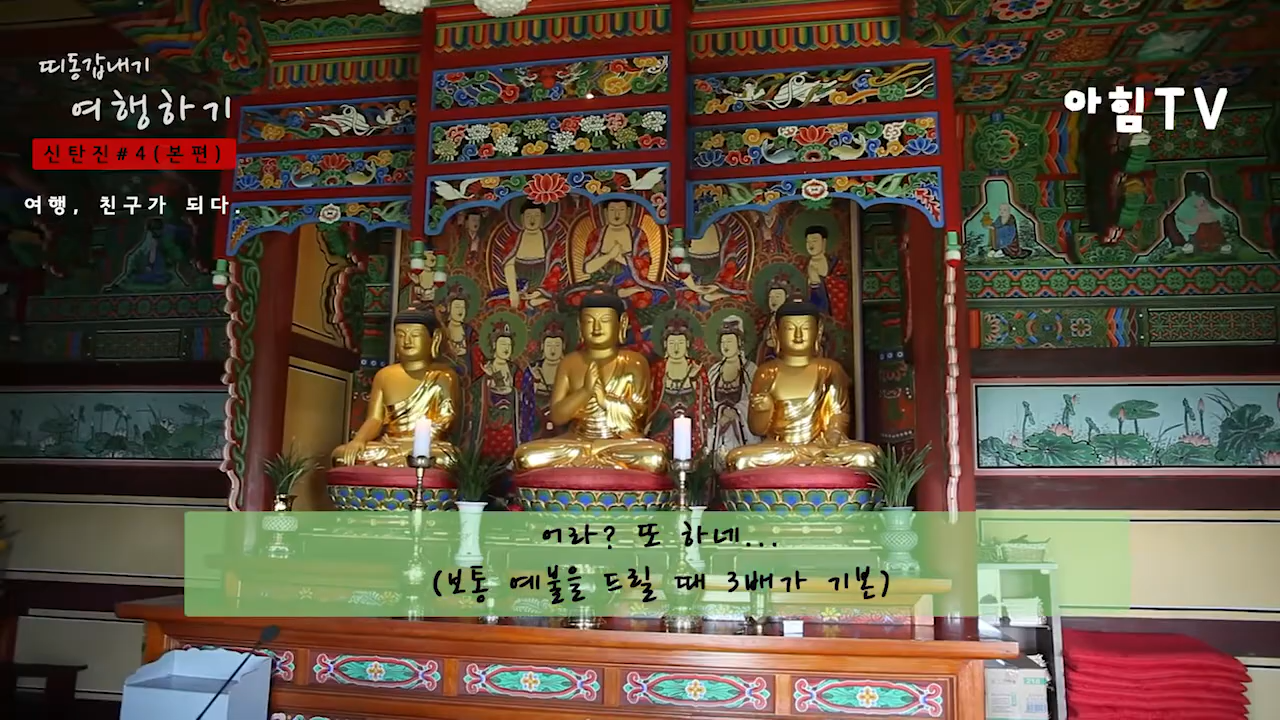 띠동갑내기
여행하기
아힘TV
신탄진#4(본편)
여행, 친구가 되다.
어라? 또 하네...
(보통 예불을 드릴 때 3배가 기본)